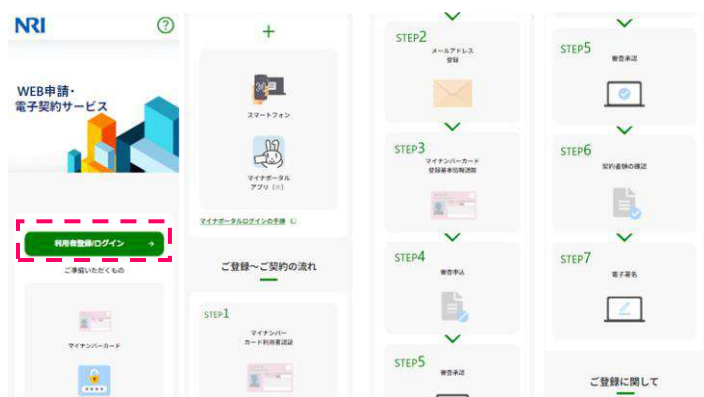 NRI
?
WEB申請・
電子契約サービス
利用者登録/ログイン →
ご準備いただくもの
マイナンバーカード
+
スマートフォン
マイナポータル
アプリ（※）
マイナポータルログインの手順
ご登録～ご契約の流れ
STEP1
マイナンバー
カード利用者認証
STEP2
メールアドレス
登録
STEP3
マイナンバーカード
登録基本情報読取
STEP4
審査申込
STEP5
審査承認
STEP5
審査承認
STEP6
契約書類の確認
STEP7
電子署名
ご登録に関して